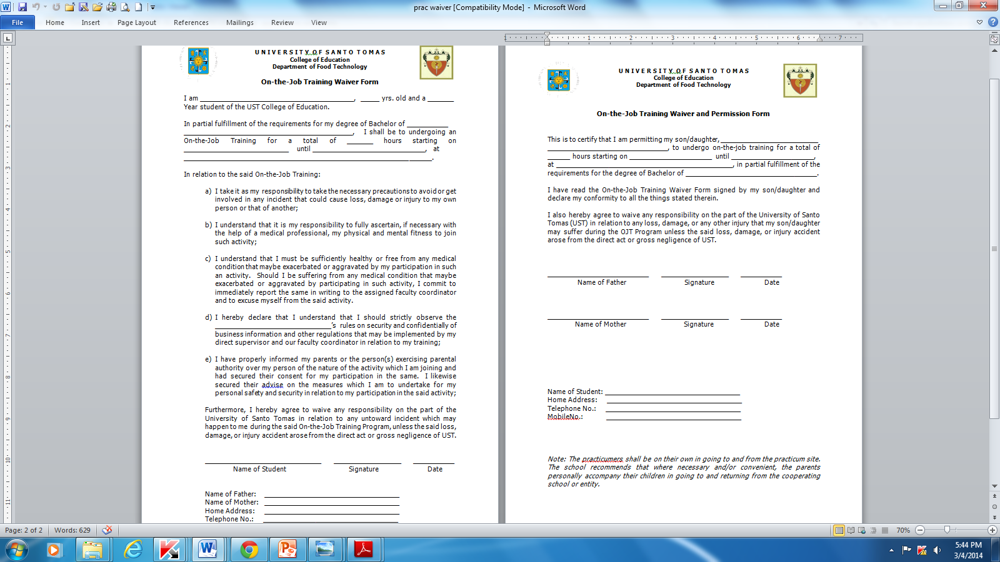 prac waiver [Compatibility Mode] - Microsoft Word
File Home Insert Page Layout References Mailings Review View
UNIVERSITY OF SANTO TOMAS
College of Education
Department of Food Technology
On-the-Job Training Waiver Form
I am ____________________, _____ yrs. old and a _______
Year student of the UST College of Education.
In partial fulfillment of the requirements for my degree of Bachelor of ___________
____________________, I shall be to undergoing an
On-the-Job Training for a total of _______ hours starting on
____________________ until ____________________, at
____________________.
In relation to the said On-the-Job Training:
a) I take it as my responsibility to take the necessary precautions to avoid or get
involved in any incident that could cause loss, damage or injury to my own
person or that of another;
b) I understand that it is my responsibility to fully ascertain, if necessary with
the help of a medical professional, my physical and mental fitness to join
such activity;
c) I understand that I must be sufficiently healthy or free from any medical
condition that maybe exacerbated or aggravated by my participation in such
an activity. Should I be suffering from any medical condition that maybe
exacerbated or aggravated by participating in such activity, I commit to
immediately report the same in writing to the assigned faculty coordinator
and to excuse myself from the said activity.
d) I hereby declare that I understand that I should strictly observe the
____________________'s rules on security and confidentially of
business information and other regulations that may be implemented by my
direct supervisor and our faculty coordinator in relation to my training;
e) I have properly informed my parents or the person(s) exercising parental
authority over my person of the nature of the activity which I am joining and
had secured their consent for my participation in the same. I likewise
secured their advise on the measures which I am to undertake for my
personal safety and security in relation to my participation in the said activity;
Furthermore, I hereby agree to waive any responsibility on the part of the
University of Santo Tomas in relation to any untoward incident which may
happen to me during the said On-the-Job Training Program, unless the said loss,
damage, or injury accident arose from the direct act or gross negligence of UST.
Name of Student Signature Date
Name of Father: ____________________
Name of Mother: ____________________
Home Address: ____________________
Telephone No.: ____________________
UNIVERSITY OF SANTO TOMAS
College of Education
Department of Food Technology
On-the-Job Training Waiver and Permission Form
This is to certify that I am permitting my son/daughter, ____________________
____________________, to undergo on-the-job training for a total of
______ hours starting on ____________________ until ____________________,
at ____________________, in partial fulfillment of the
requirements for the degree of Bachelor of ____________________.
I have read the On-the-Job Training Waiver Form signed by my son/daughter and
declare my conformity to all the things stated therein.
I also hereby agree to waive any responsibility on the part of the University of Santo
Tomas (UST) in relation to any loss, damage, or any other injury that my son/daughter
may suffer during the OJT Program unless the said loss, damage, or injury accident
arose from the direct act or gross negligence of UST.
Name of Father Signature Date
Name of Mother Signature Date
Name of Student: ____________________
Home Address: ____________________
Telephone No.: ____________________
MobileNo.: ____________________
Note: The practicumers shall be on their own in going to and from the practicum site.
The school recommends that where necessary and/or convenient, the parents
personally accompany their children in going to and returning from the cooperating
school or entity.
Page: 2 of 2 Words: 629 70%
5:44 PM
3/4/2014